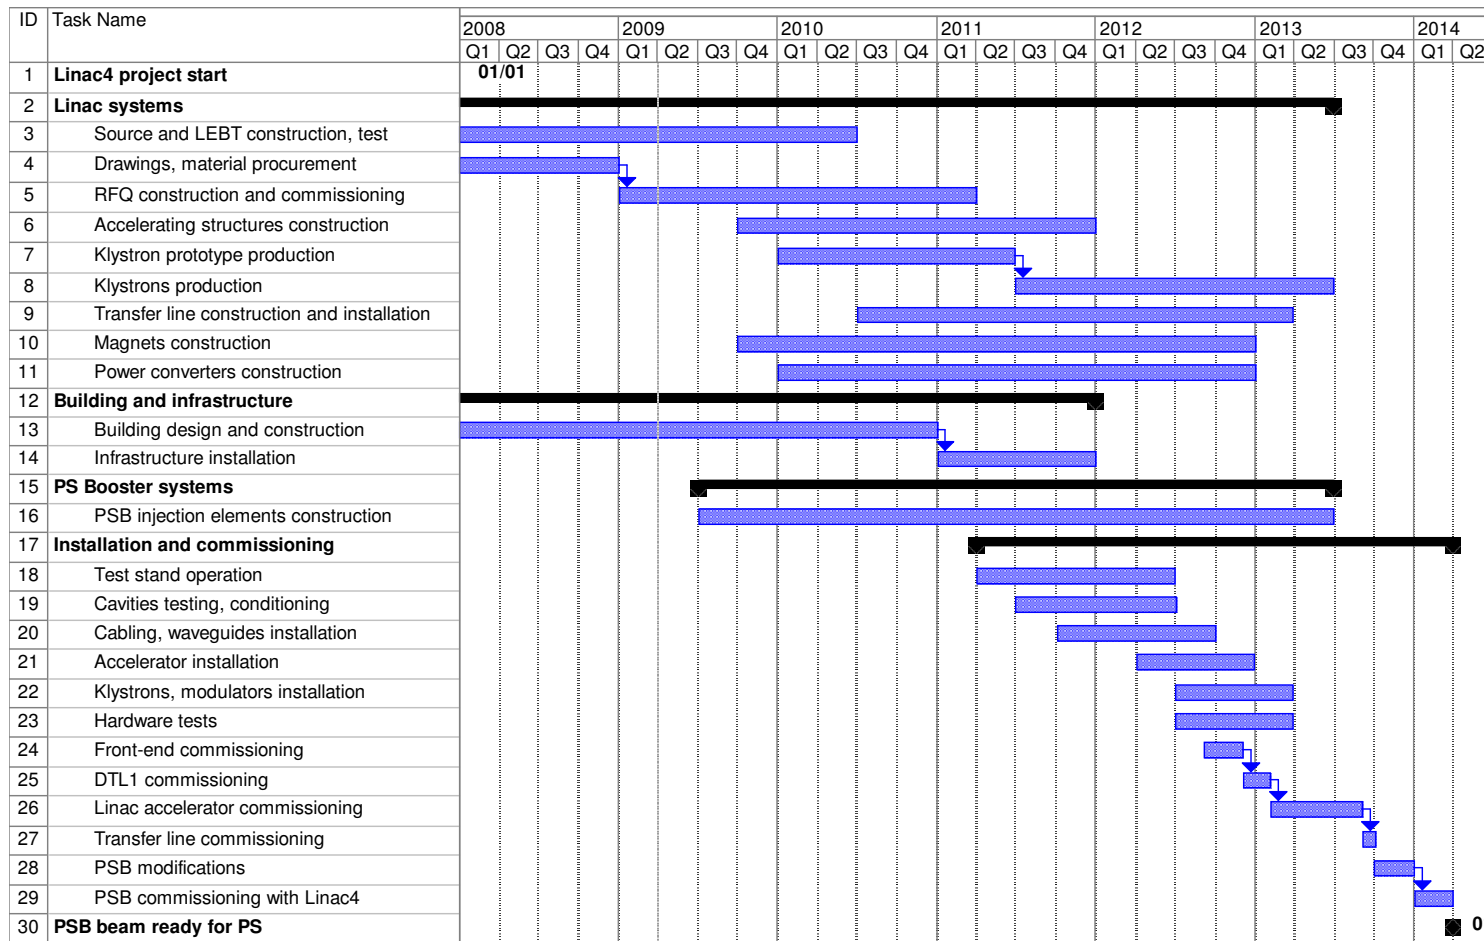 ID Task Name
2008 2009 2010 2011 2012 2013 2014
Q1 Q2 Q3 Q4 Q1 Q2 Q3 Q4 Q1 Q2 Q3 Q4 Q1 Q2 Q3 Q4 Q1 Q2 Q3 Q4 Q1 Q2 Q3 Q4 Q1 Q2
1 Linac4 project start 01/01
2 Linac systems
3 Source and LEBT construction, test
4 Drawings, material procurement
5 RFQ construction and commissioning
6 Accelerating structures construction
7 Klystron prototype production
8 Klystrons production
9 Transfer line construction and installation
10 Magnets construction
11 Power converters construction
12 Building and infrastructure
13 Building design and construction
14 Infrastructure installation
15 PS Booster systems
16 PSB injection elements construction
17 Installation and commissioning
18 Test stand operation
19 Cavities testing, conditioning
20 Cabling, waveguides installation
21 Accelerator installation
22 Klystrons, modulators installation
23 Hardware tests
24 Front-end commissioning
25 DTL1 commissioning
26 Linac accelerator commissioning
27 Transfer line commissioning
28 PSB modifications
29 PSB commissioning with Linac4
30 PSB beam ready for PS